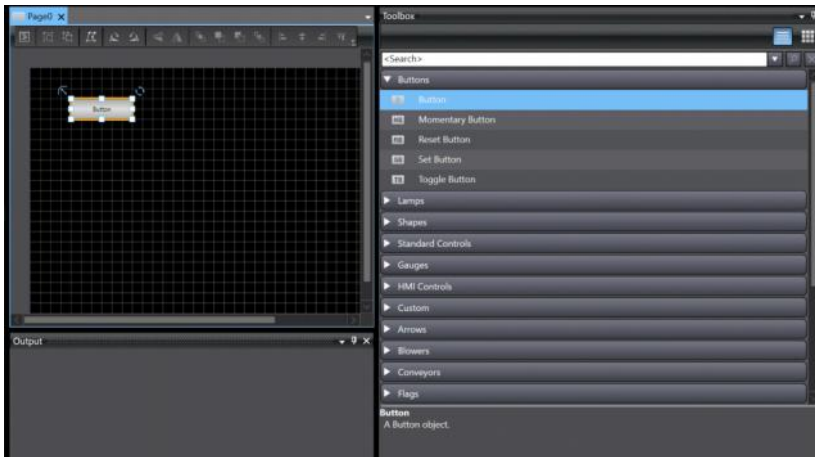 Page0
Toolbox
<Search>
Buttons
Button
Button
Momentary Button
Reset Button
Set Button
Toggle Button
Lamps
Shapes
Standard Controls
Gauges
HMI Controls
Custom
Arrows
Output
Blowers
Conveyors
Flags
Button
A Button object.